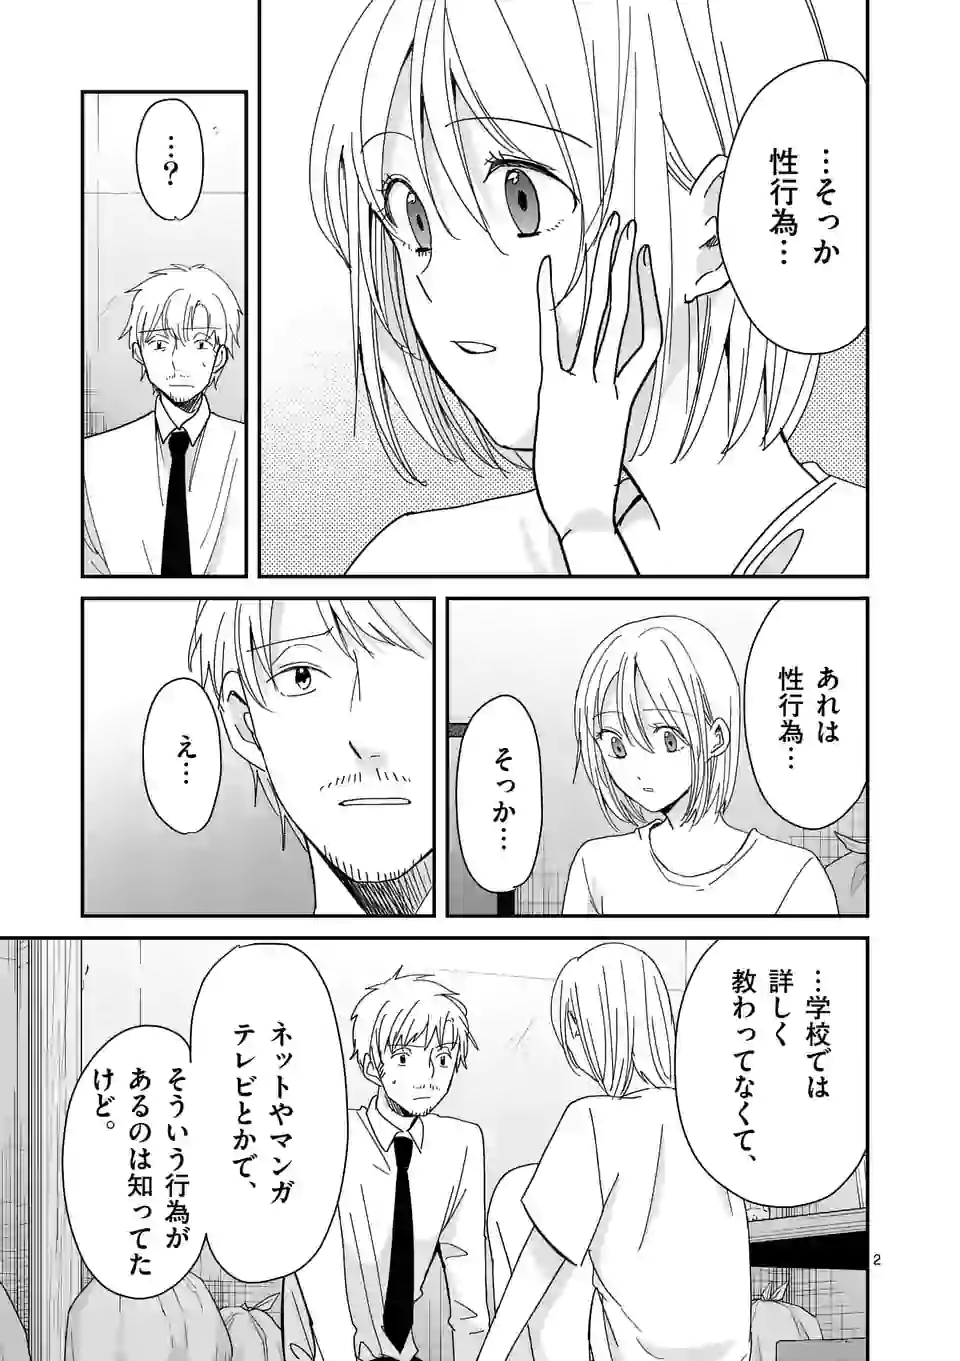 …そっか
性行為…
…?
あれは
性行為…
そっか…
え…
…学校では
詳しく
教わってなくて、
ネットやマンガ
テレビとかで、
そういう行為が
あるのは知ってた
けど。
2